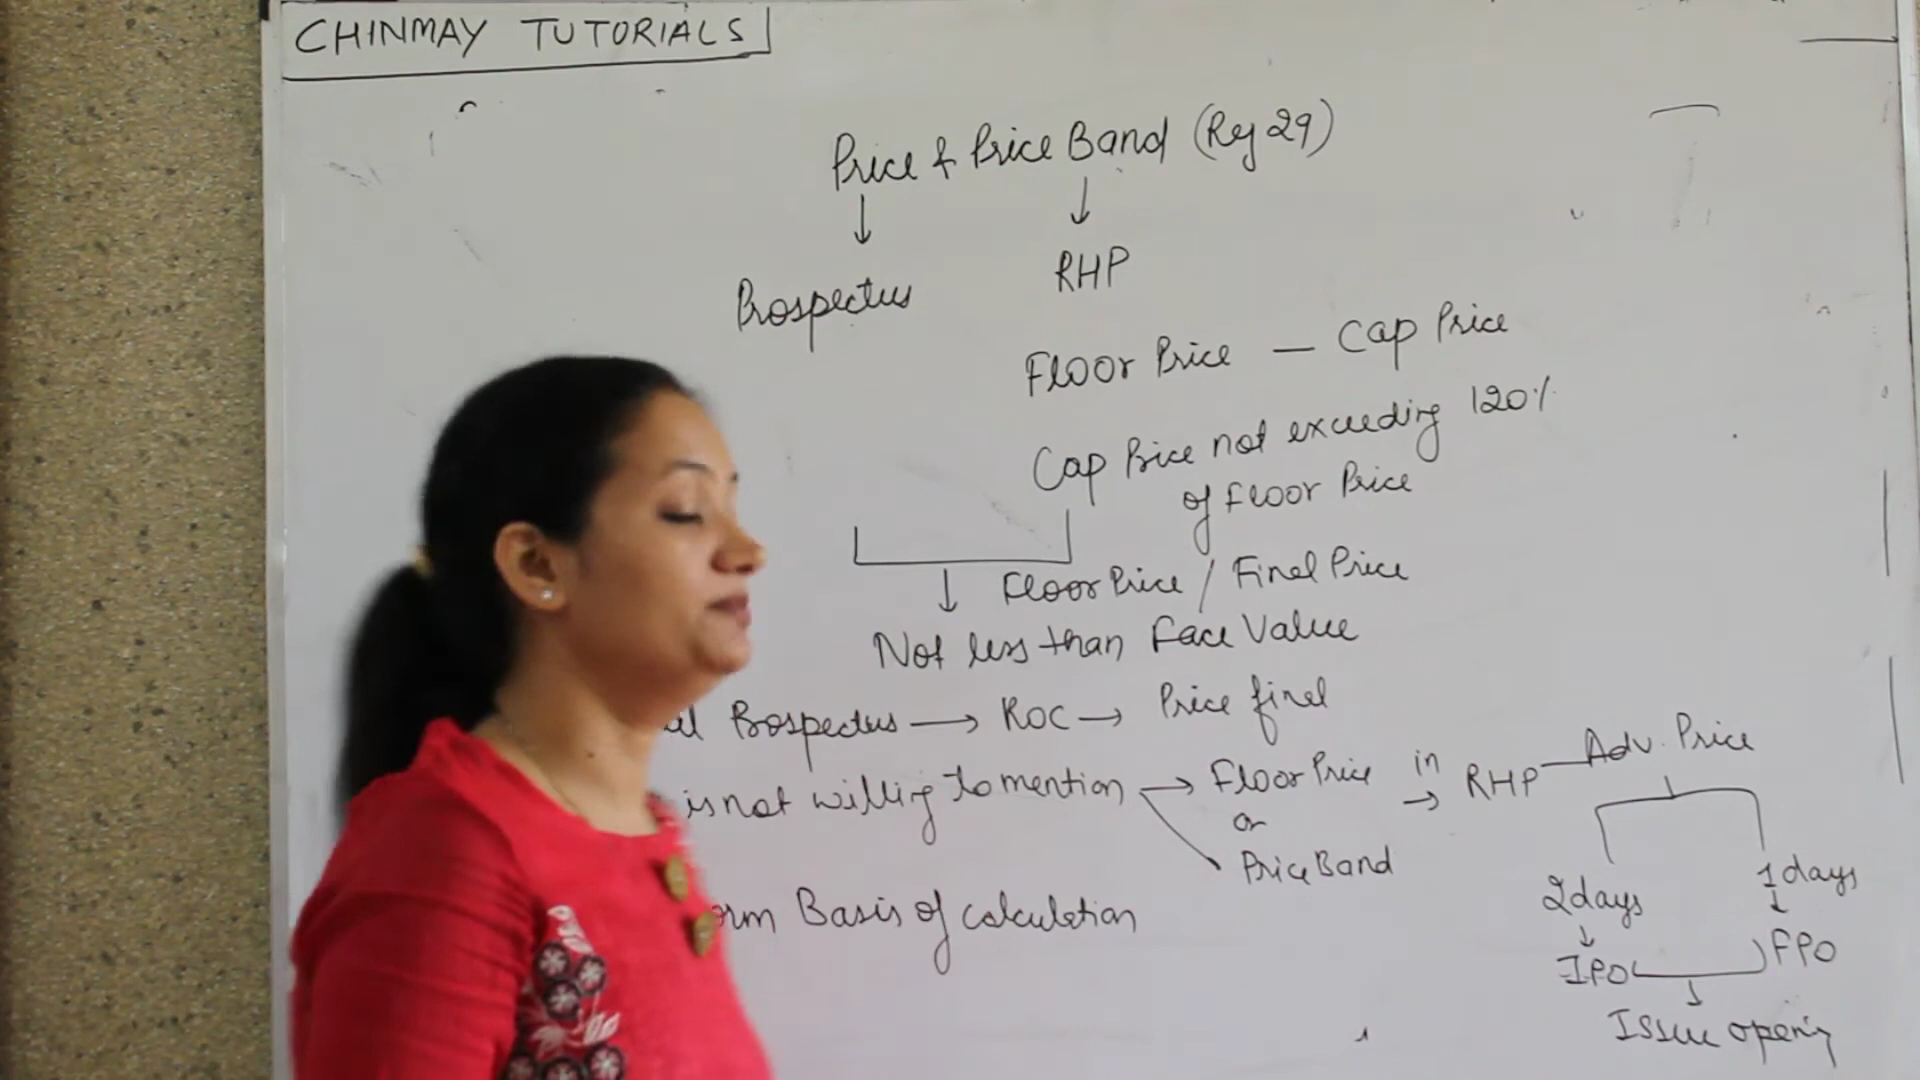 CHINMAY TUTORIALS
Price & Price Band (Reg 29)
Prospectus
RHP
Floor Price — Cap Price
Cap Price not exceeding 120%
of Floor Price
Floor Price / Final Price
Not less than Face Value
Prospectus → ROC → Price final
is not willing to mention → Floor Price in → RHP — Adv. Price
or
Price Band
2 days
1 days
Basis of calculation
IPO
FPO
Issue opening